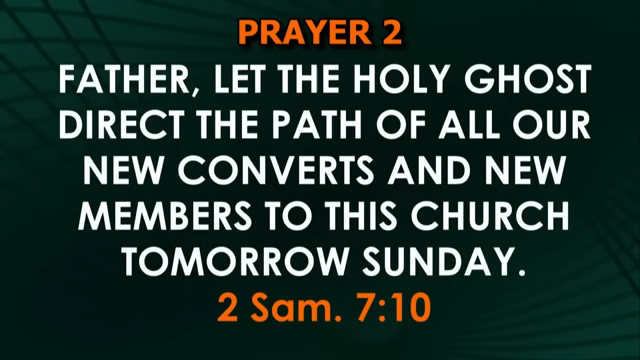 PRAYER 2
FATHER, LET THE HOLY GHOST
DIRECT THE PATH OF ALL OUR
NEW CONVERTS AND NEW
MEMBERS TO THIS CHURCH
TOMORROW SUNDAY.
2 Sam. 7:10